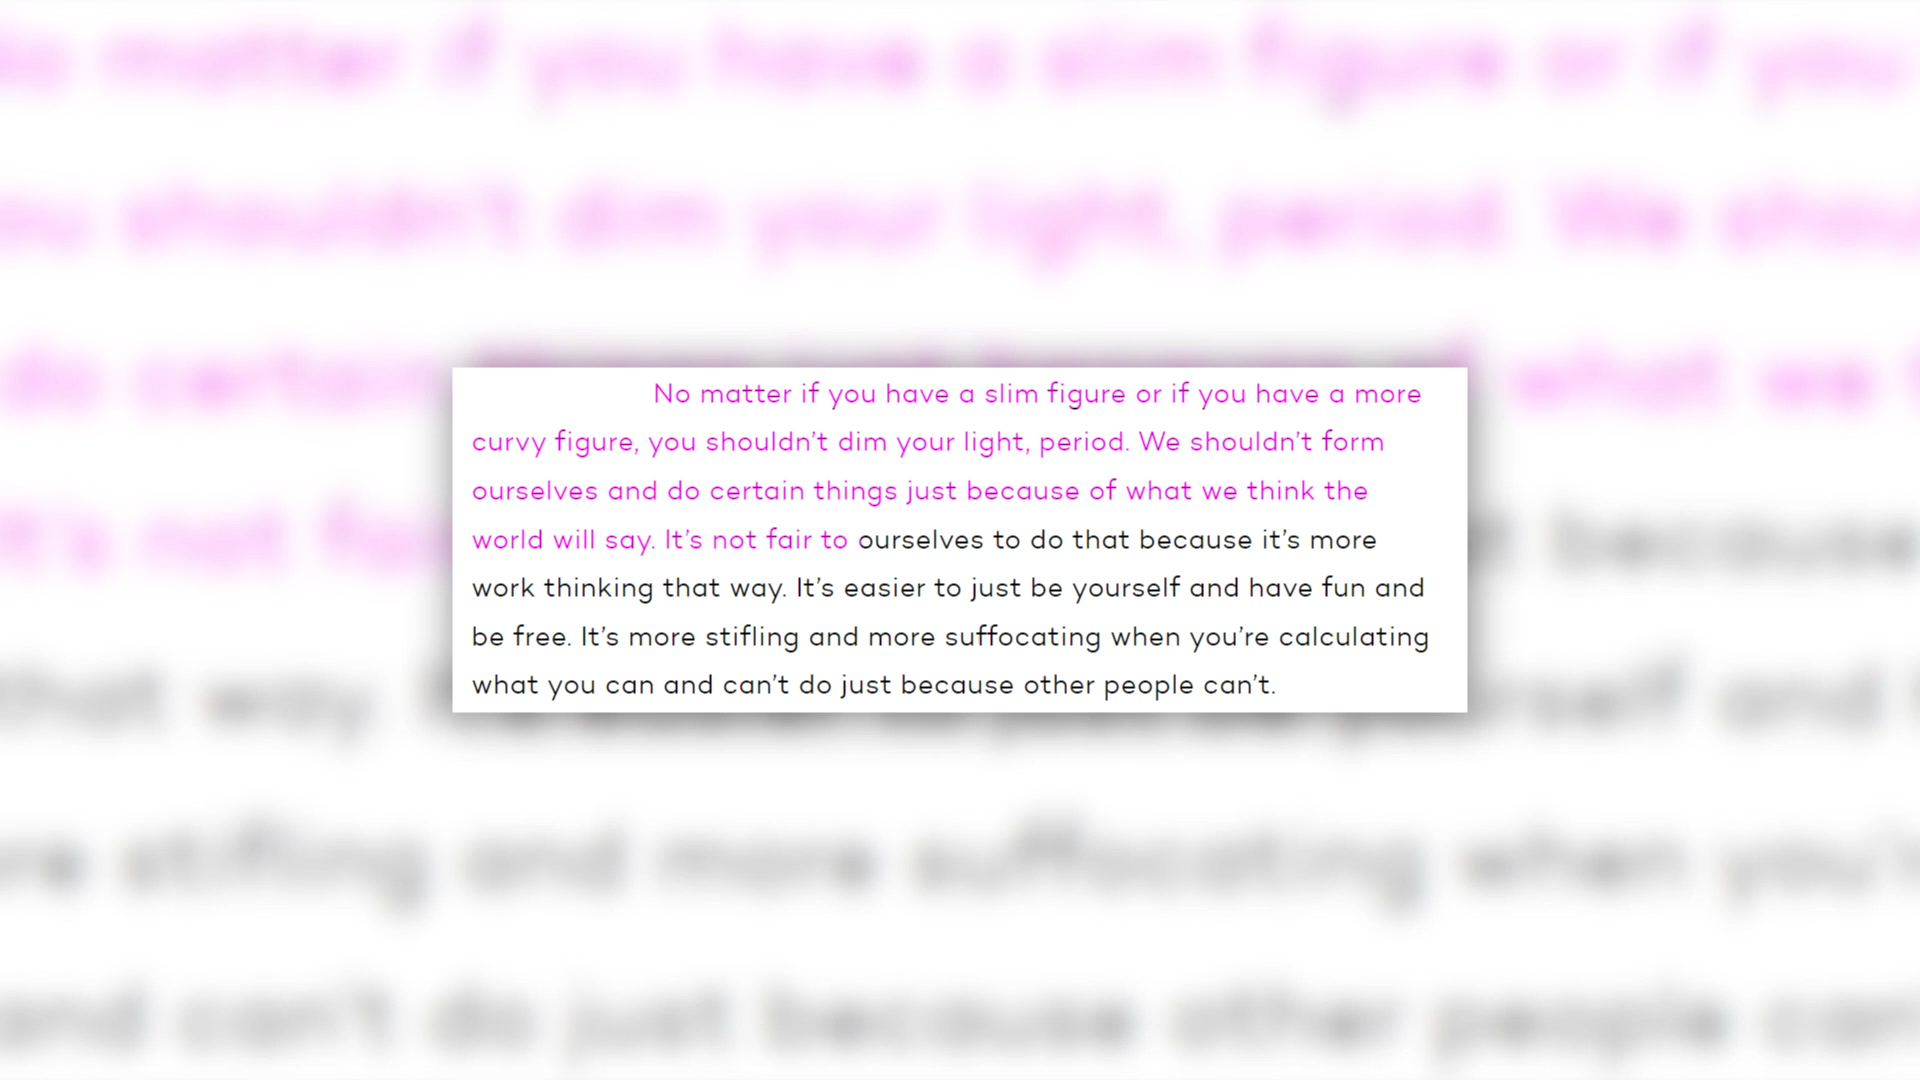 No matter if you have a slim figure or if you have a more
curvy figure, you shouldn’t dim your light, period. We shouldn’t form
ourselves and do certain things just because of what we think the
world will say. It’s not fair to ourselves to do that because it’s more
work thinking that way. It’s easier to just be yourself and have fun and
be free. It’s more stifling and more suffocating when you’re calculating
what you can and can’t do just because other people can’t.